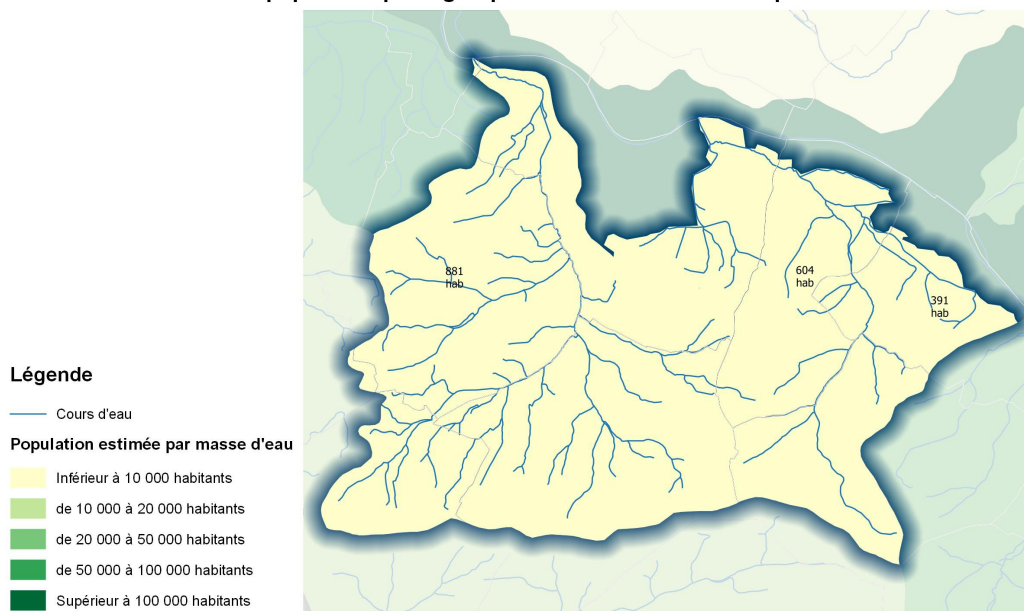 881
hab
604
hab
391
hab
Légende
Cours d'eau
Population estimée par masse d'eau
Inférieur à 10 000 habitants
de 10 000 à 20 000 habitants
de 20 000 à 50 000 habitants
de 50 000 à 100 000 habitants
Supérieur à 100 000 habitants